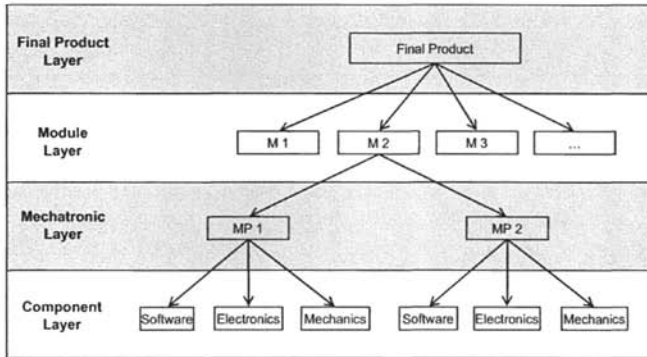 Final Product
Layer
Final Product
Module
Layer
M 1
M 2
M 3
...
Mechatronic
Layer
MP 1
MP 2
Component
Layer
Software
Electronics
Mechanics
Software
Electronics
Mechanics